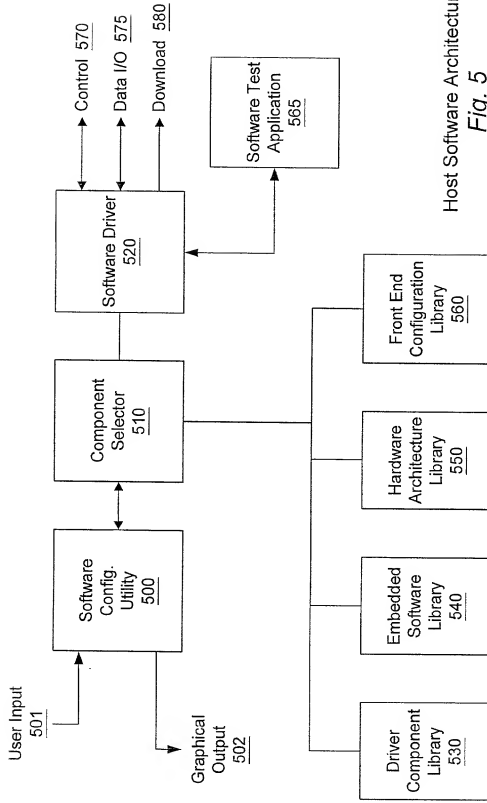 User Input
501
Graphical
Output
502
Software
Config.
Utility
500
Component
Selector
510
Software Driver
520
Control 570
Data I/O 575
Download 580
Software Test
Application
565
Driver
Component
Library
530
Embedded
Software
Library
540
Hardware
Architecture
Library
550
Front End
Configuration
Library
560
Host Software
Fig. 5